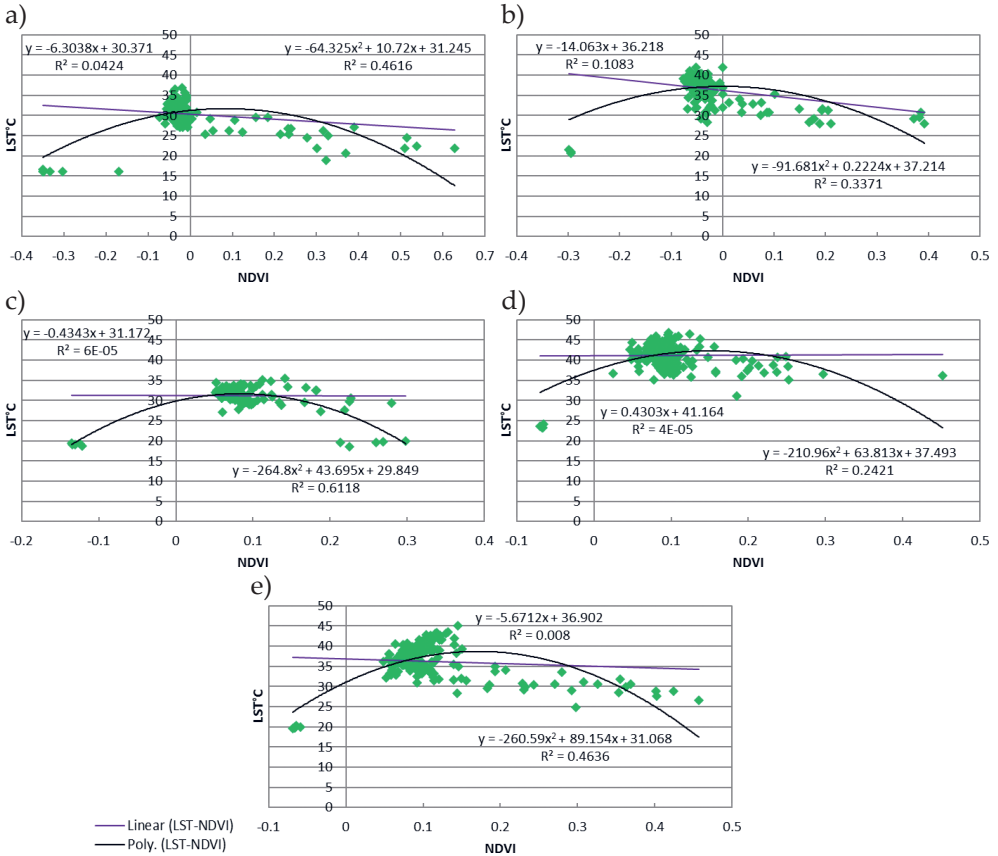 a)
y = -6.3038x + 30.371
R² = 0.0424
y = -64.325x² + 10.72x + 31.245
R² = 0.4616
LST°C
50
45
40
35
30
25
20
15
10
5
0
-0.4 -0.3 -0.2 -0.1 0 0.1 0.2 0.3 0.4 0.5 0.6 0.7
NDVI
b)
y = -14.063x + 36.218
R² = 0.1083
y = -91.681x² + 0.2224x + 37.214
R² = 0.3371
LST°C
50
45
40
35
30
25
20
15
10
5
0
-0.4 -0.3 -0.2 -0.1 0 0.1 0.2 0.3 0.4 0.5
NDVI
c)
y = -0.4343x + 31.172
R² = 6E-05
y = -264.8x² + 43.695x + 29.849
R² = 0.6118
LST°C
50
45
40
35
30
25
20
15
10
5
0
-0.2 -0.1 0 0.1 0.2 0.3 0.4
NDVI
d)
y = 0.4303x + 41.164
R² = 4E-05
y = -210.96x² + 63.813x + 37.493
R² = 0.2421
LST°C
50
45
40
35
30
25
20
15
10
5
0
-0.1 0 0.1 0.2 0.3 0.4 0.5
NDVI
e)
y = -5.6712x + 36.902
R² = 0.008
y = -260.59x² + 89.154x + 31.068
R² = 0.4636
LST°C
50
45
40
35
30
25
20
15
10
5
0
-0.1 0 0.1 0.2 0.3 0.4 0.5
NDVI
Linear (LST-NDVI)
Poly. (LST-NDVI)